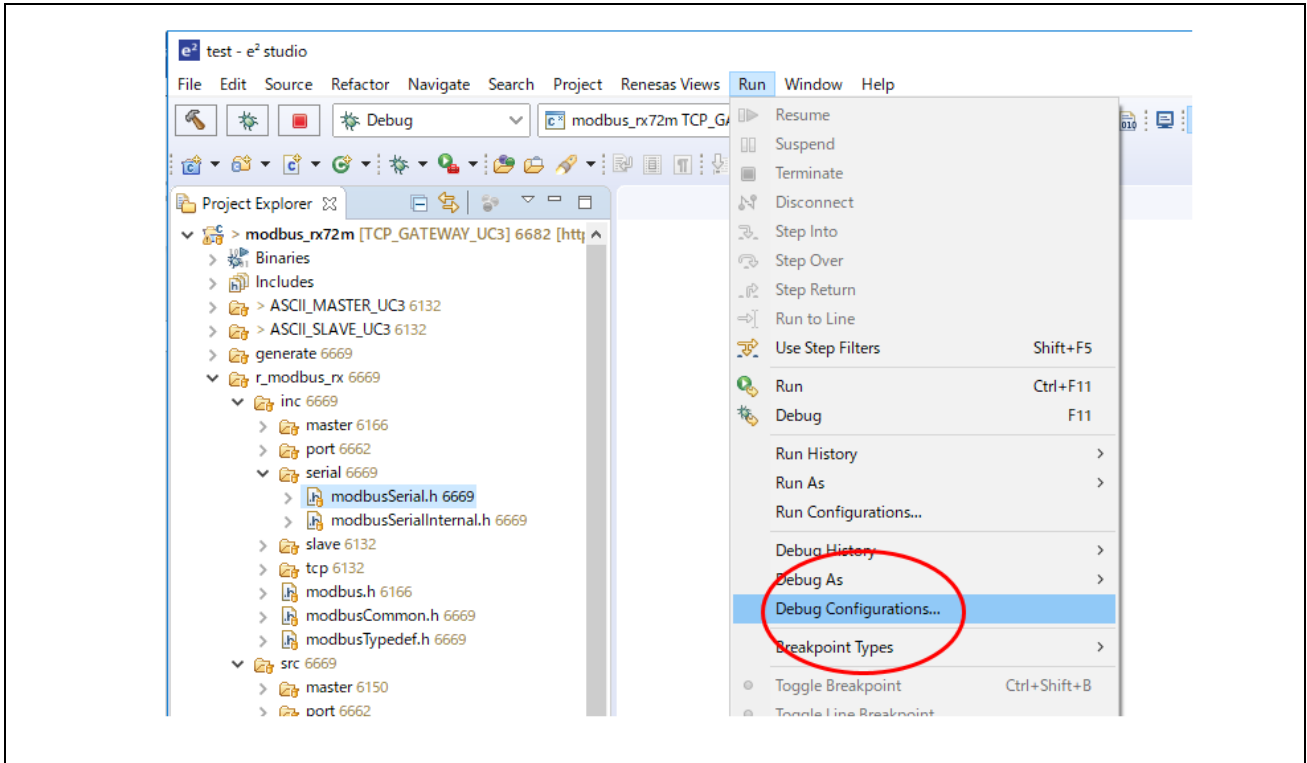 e² test - e² studio
File Edit Source Refactor Navigate Search Project Renesas Views Run Window Help
Debug
modbus_rx72m TCP_GA
010
Project Explorer
> modbus_rx72m [TCP_GATEWAY_UC3] 6682 [http
Binaries
Includes
> ASCII_MASTER_UC3 6132
> ASCII_SLAVE_UC3 6132
generate 6669
r_modbus_rx 6669
inc 6669
master 6166
port 6662
serial 6669
modbusSerial.h 6669
modbusSerialInternal.h 6669
slave 6132
tcp 6132
modbus.h 6166
modbusCommon.h 6669
modbusTypedef.h 6669
src 6669
master 6150
port 6662
Resume
Suspend
Terminate
Disconnect
Step Into
Step Over
Step Return
Run to Line
Use Step Filters Shift+F5
Run Ctrl+F11
Debug F11
Run History
Run As
Run Configurations...
Debug History
Debug As
Debug Configurations...
Breakpoint Types
Toggle Breakpoint Ctrl+Shift+B
Toggle Line Breakpoint